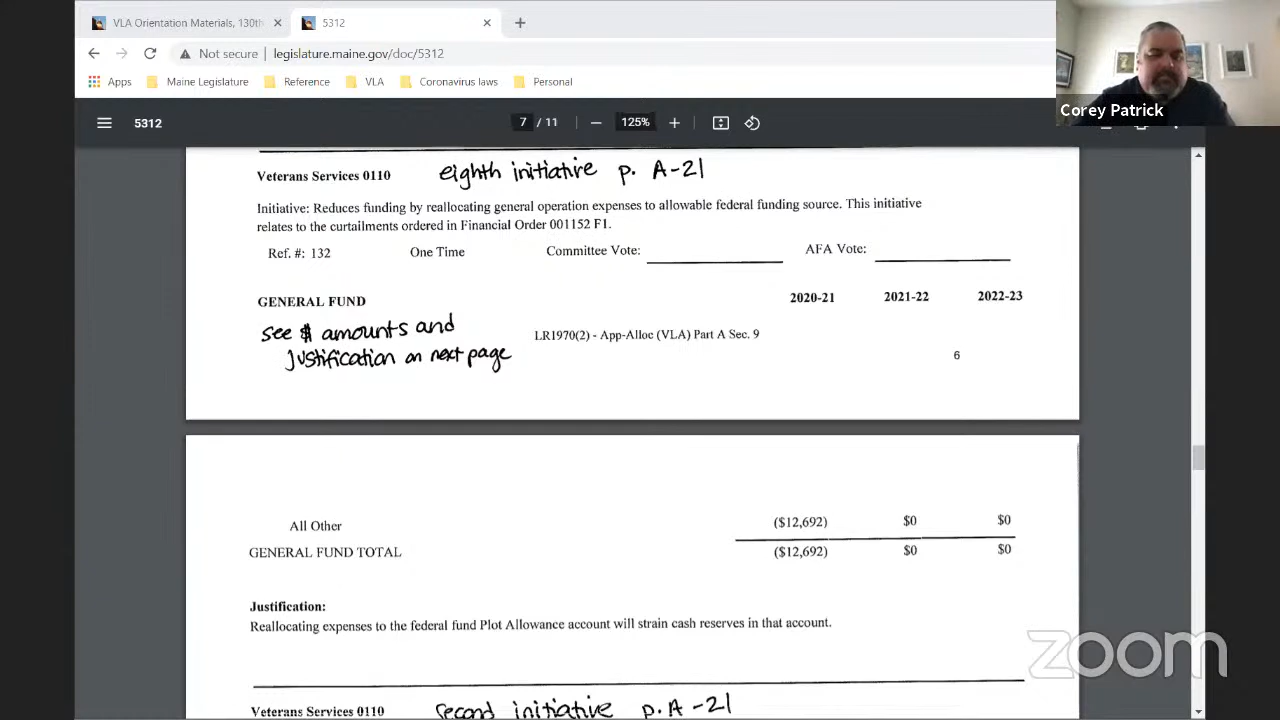 VLA Orientation Materials, 130th
5312
Not secure | legislature.maine.gov/doc/5312
Apps Maine Legislature Reference VLA Coronavirus laws Personal
Corey Patrick
5312 7 / 11 125%
Veterans Services 0110 eighth initiative p. A-21
Initiative: Reduces funding by reallocating general operation expenses to allowable federal funding source. This initiative
relates to the curtailments ordered in Financial Order 001152 F1.
Ref. #: 132 One Time Committee Vote: AFA Vote:
GENERAL FUND 2020-21 2021-22 2022-23
see $ amounts and
justification on next page
LR1970(2) - App-Alloc (VLA) Part A Sec. 9
6
All Other ($12,692) $0 $0
GENERAL FUND TOTAL ($12,692) $0 $0
Justification:
Reallocating expenses to the federal fund Plot Allowance account will strain cash reserves in that account.
zoom
Veterans Services 0110 second initiative p. A-21